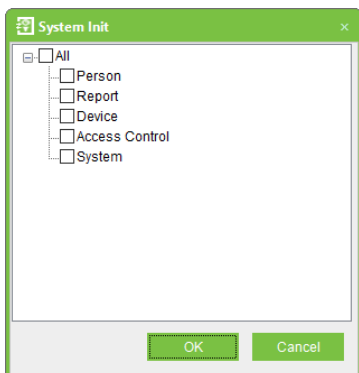 System Init
All
Person
Report
Device
Access Control
System
OK Cancel